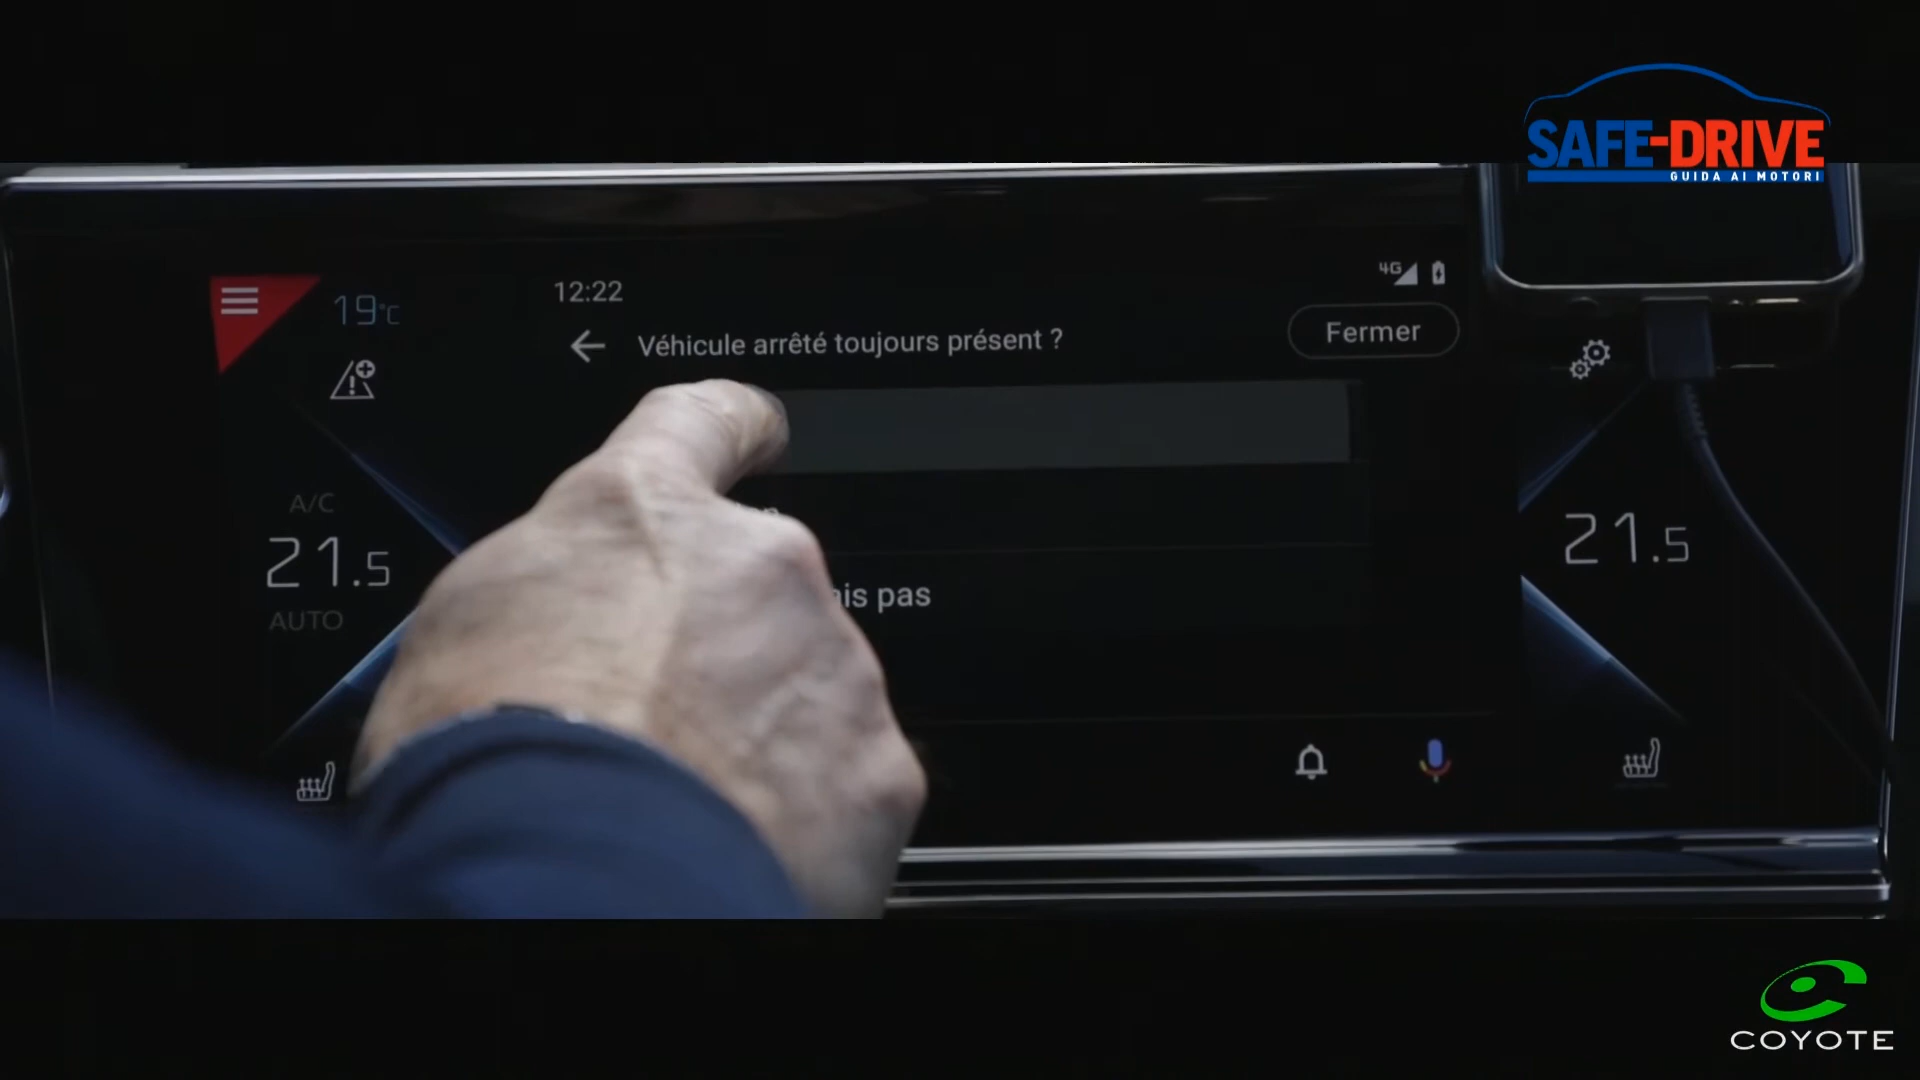 SAFE-DRIVE
GUIDA AI MOTORI
4G
12:22
19°C
Véhicule arrêté toujours présent ?
Fermer
A/C
21.5
AUTO
21.5
pas
COYOTE